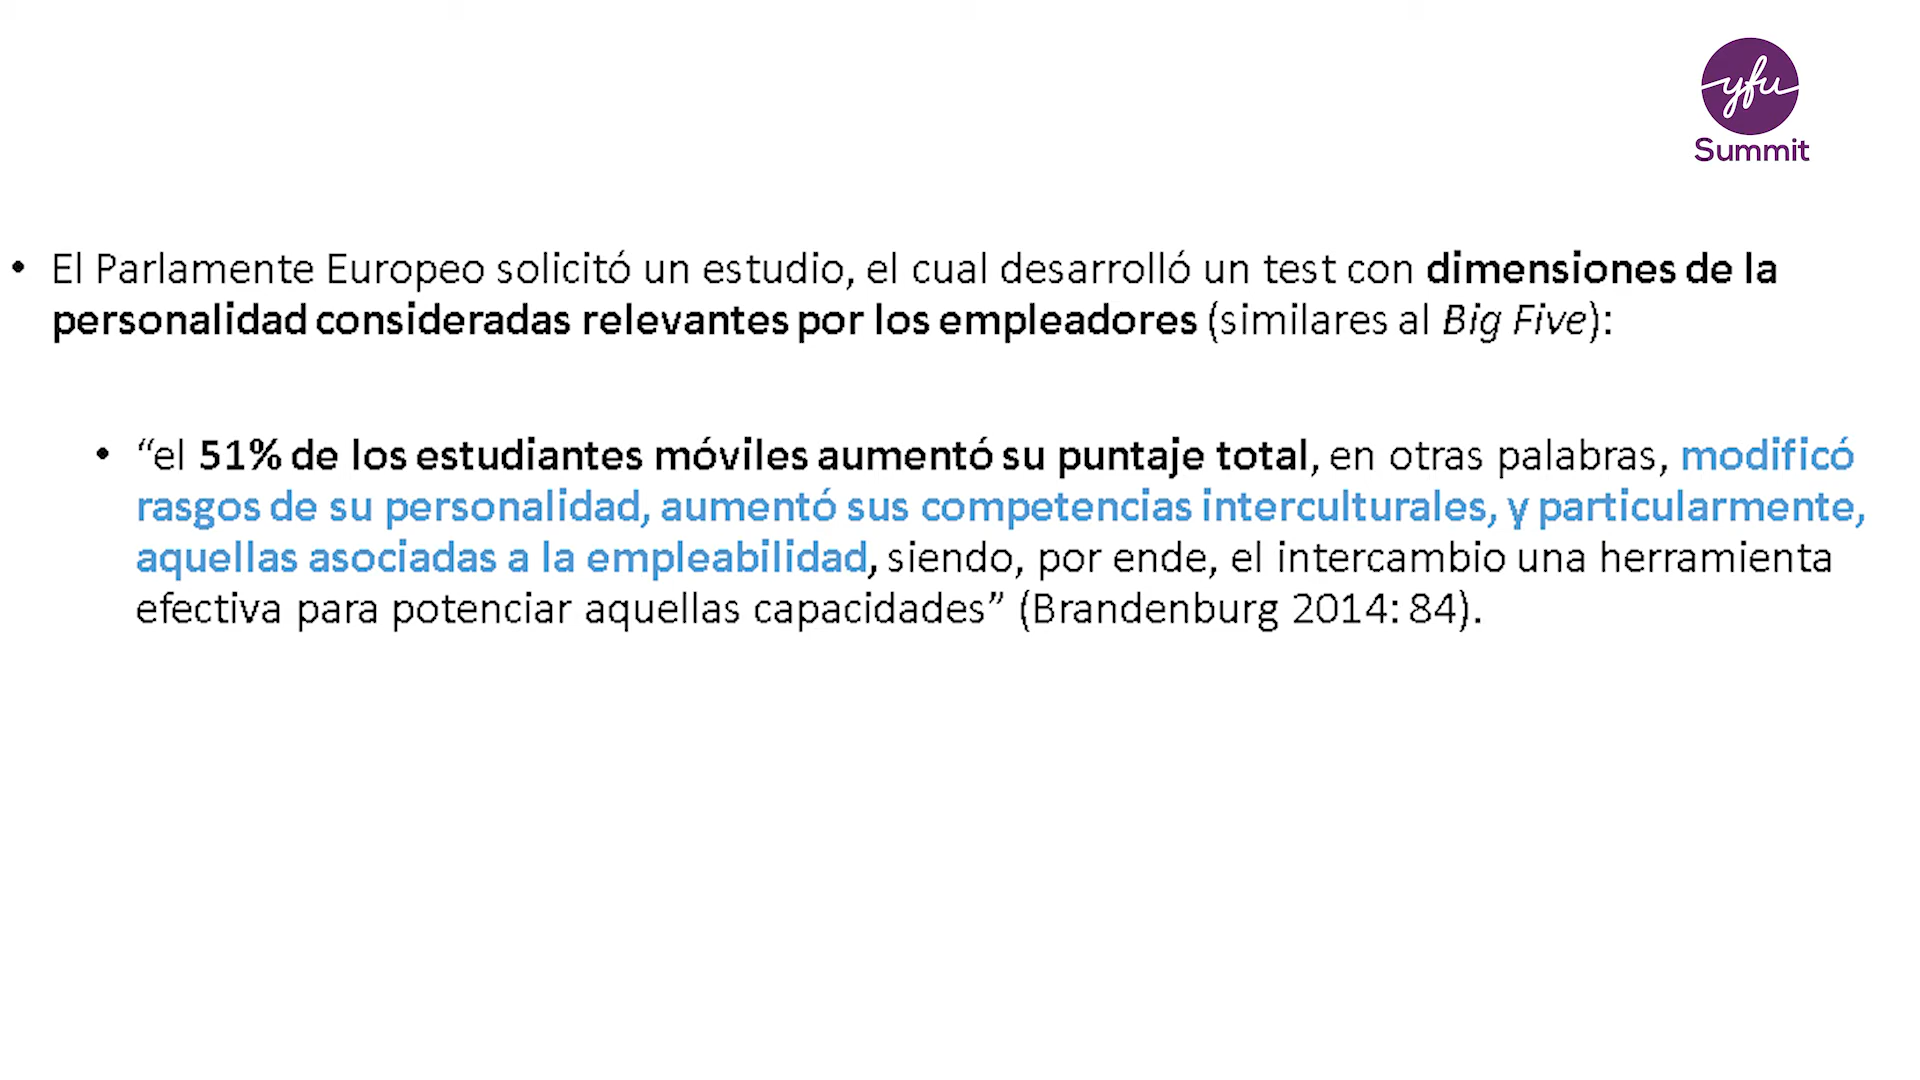 yfu
Summit
• El Parlamente Europeo solicitó un estudio, el cual desarrolló un test con dimensiones de la
personalidad consideradas relevantes por los empleadores (similares al Big Five):
• “el 51% de los estudiantes móviles aumentó su puntaje total, en otras palabras, modificó
rasgos de su personalidad, aumentó sus competencias interculturales, y particularmente,
aquellas asociadas a la empleabilidad, siendo, por ende, el intercambio una herramienta
efectiva para potenciar aquellas capacidades” (Brandenburg 2014: 84).